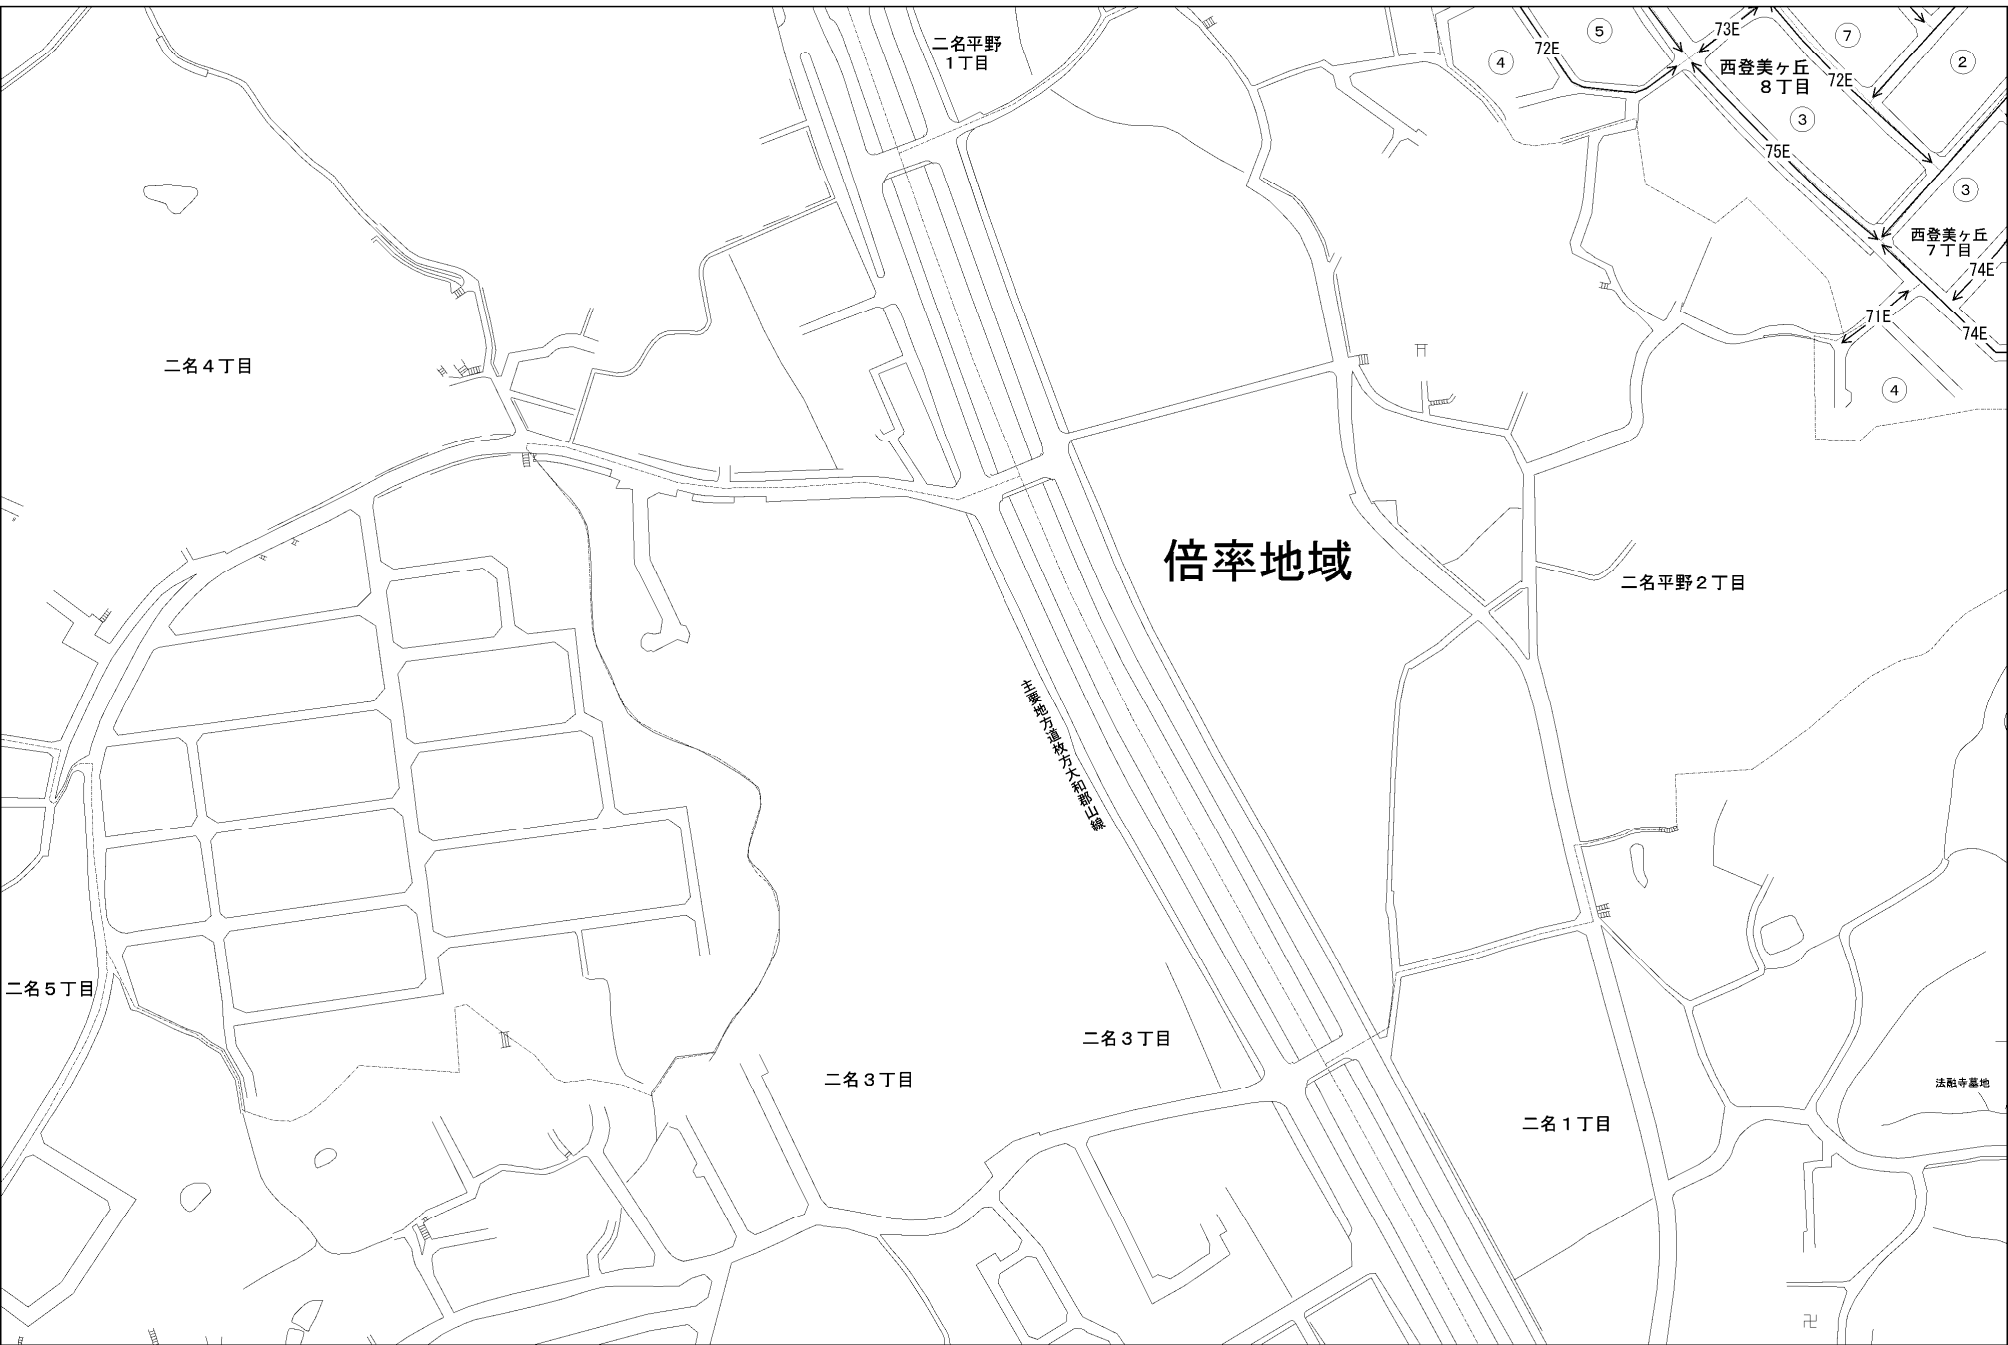 二名平野
１丁目
72E
⑤
④
73E
⑦
②
西登美ヶ丘
８丁目
72E
③
75E
③
西登美ヶ丘
７丁目
74E
71E
74E
④
二名４丁目
倍率地域
二名平野２丁目
主要地方道枚方大和郡山線
二名５丁目
二名３丁目
二名３丁目
二名１丁目
法融寺墓地
卍